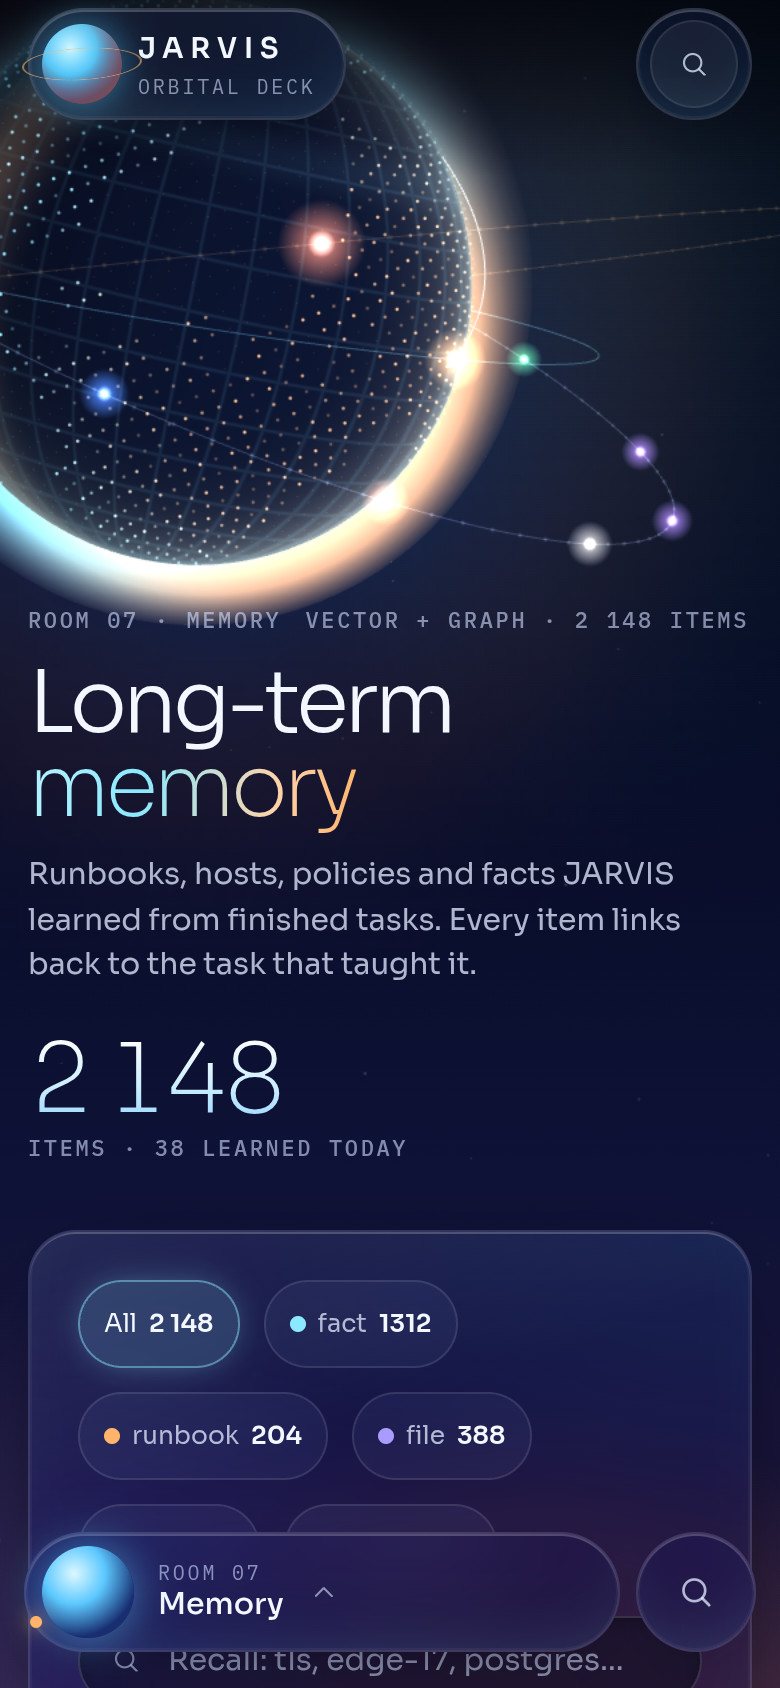 JARVIS
ORBITAL DECK
ROOM 07 · MEMORY VECTOR + GRAPH · 2 148 ITEMS
Long-term
memory
Runbooks, hosts, policies and facts JARVIS
learned from finished tasks. Every item links
back to the task that taught it.
2 148
ITEMS · 38 LEARNED TODAY
All 2 148
fact 1312
runbook 204
file 388
ROOM 07
Memory
Recall: tls, edge-17, postgres...